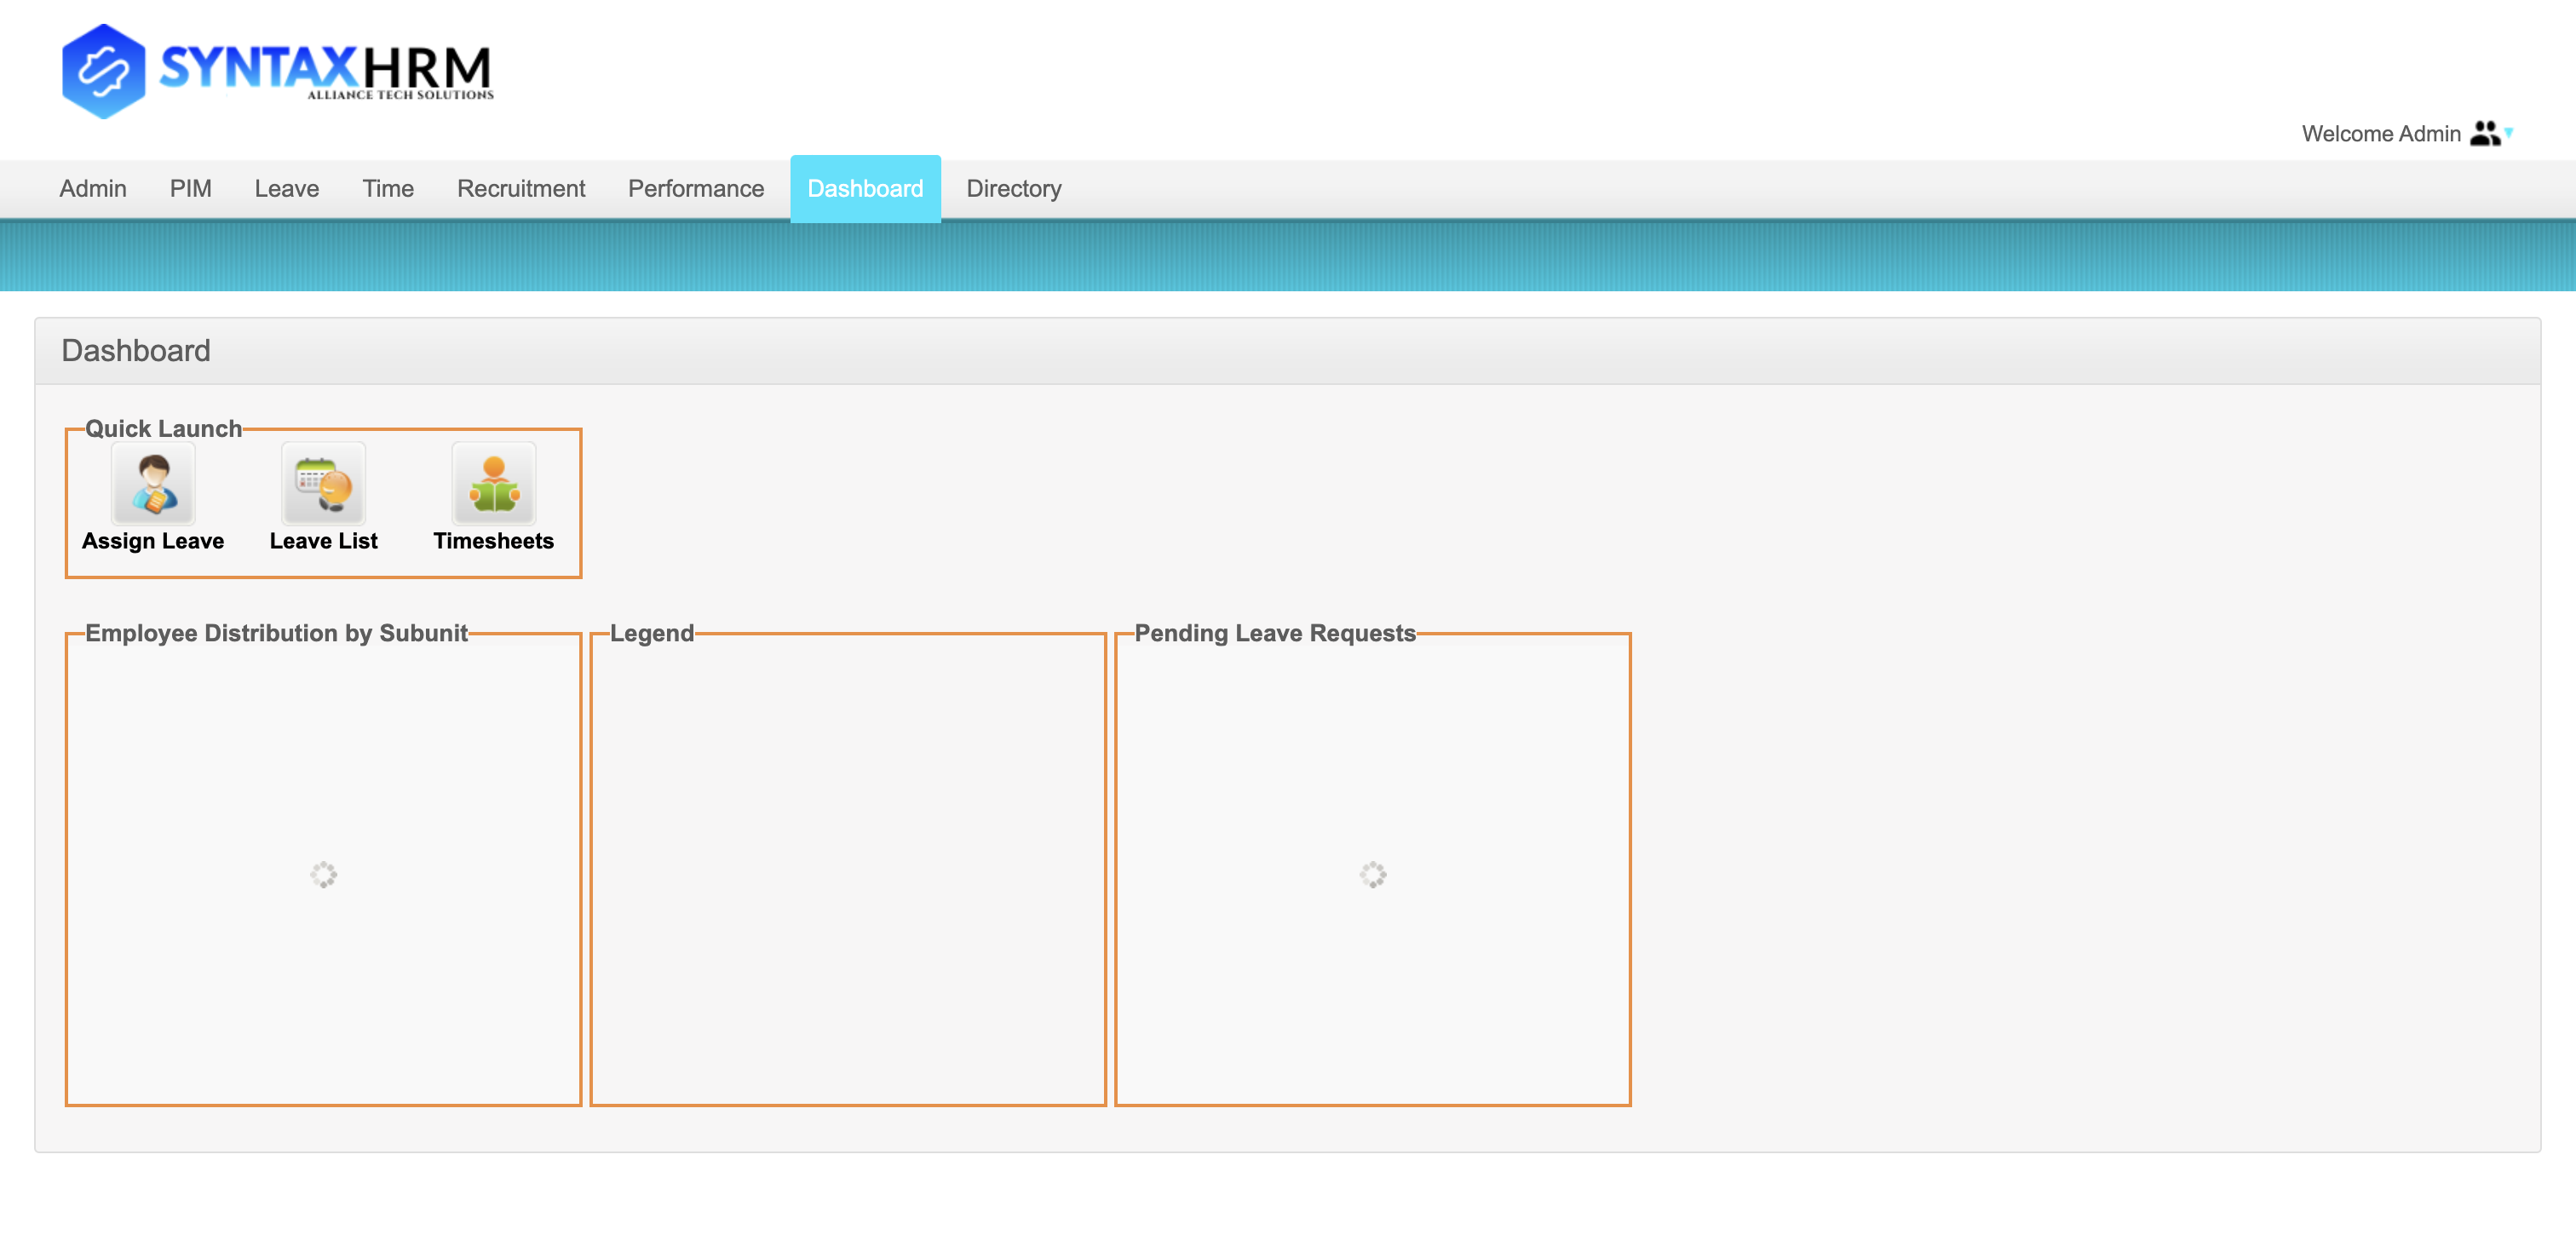 SYNTAXHRM
ALLIANCE TECH SOLUTIONS
Welcome Admin
Admin PIM Leave Time Recruitment Performance Dashboard Directory
Dashboard
Quick Launch
Assign Leave Leave List Timesheets
Employee Distribution by Subunit Legend Pending Leave Requests